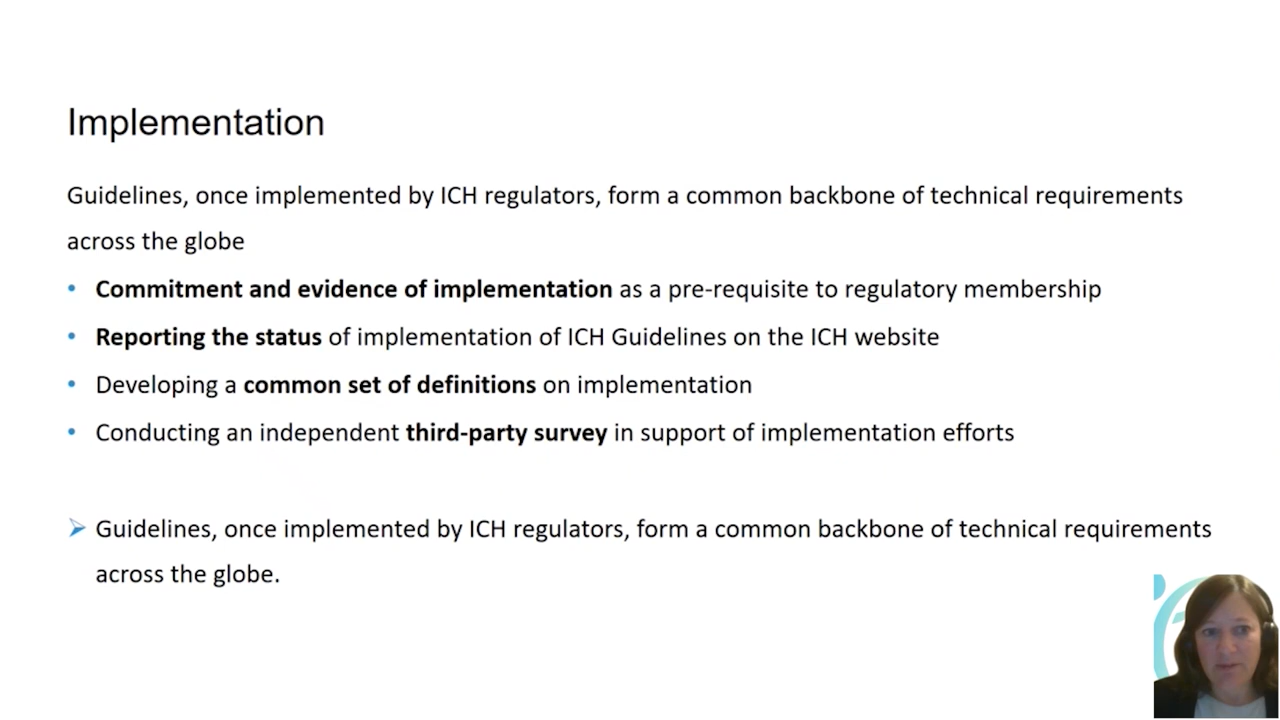 Implementation
Guidelines, once implemented by ICH regulators, form a common backbone of technical requirements
across the globe
• Commitment and evidence of implementation as a pre-requisite to regulatory membership
• Reporting the status of implementation of ICH Guidelines on the ICH website
• Developing a common set of definitions on implementation
• Conducting an independent third-party survey in support of implementation efforts
➢ Guidelines, once implemented by ICH regulators, form a common backbone of technical requirements
across the globe.